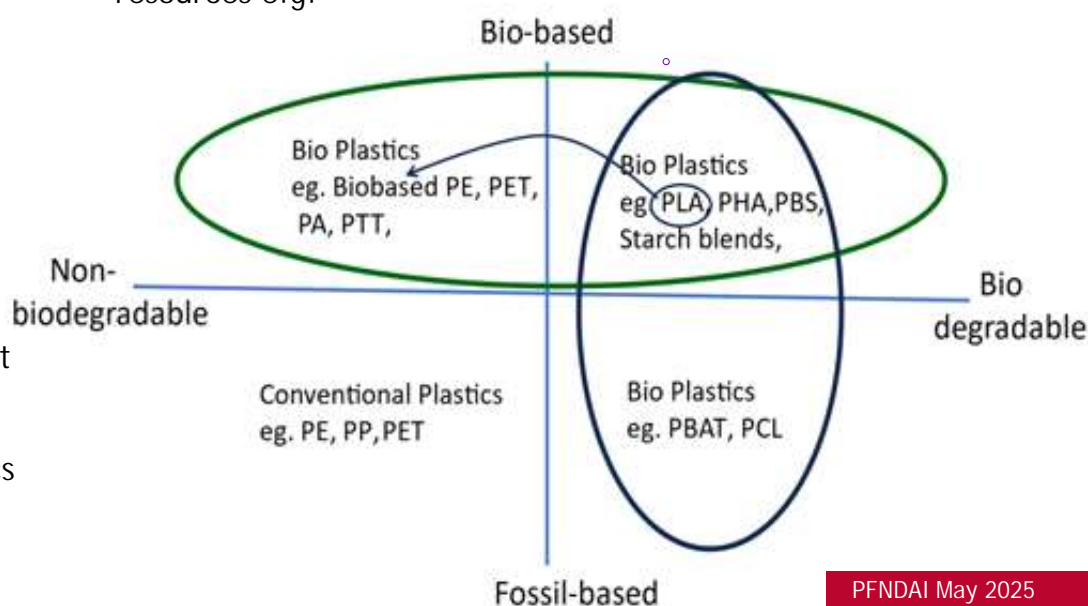 resources org.
Bio-based
Bio Plastics
eg. Biobased PE, PET,
PA, PTT,
Bio Plastics
eg PLA, PHA,PBS,
Starch blends,
Non-
biodegradable
Bio
degradable
t
Conventional Plastics
eg. PE, PP,PET
Bio Plastics
eg. PBAT, PCL
s
Fossil-based
PFNDAI May 2025